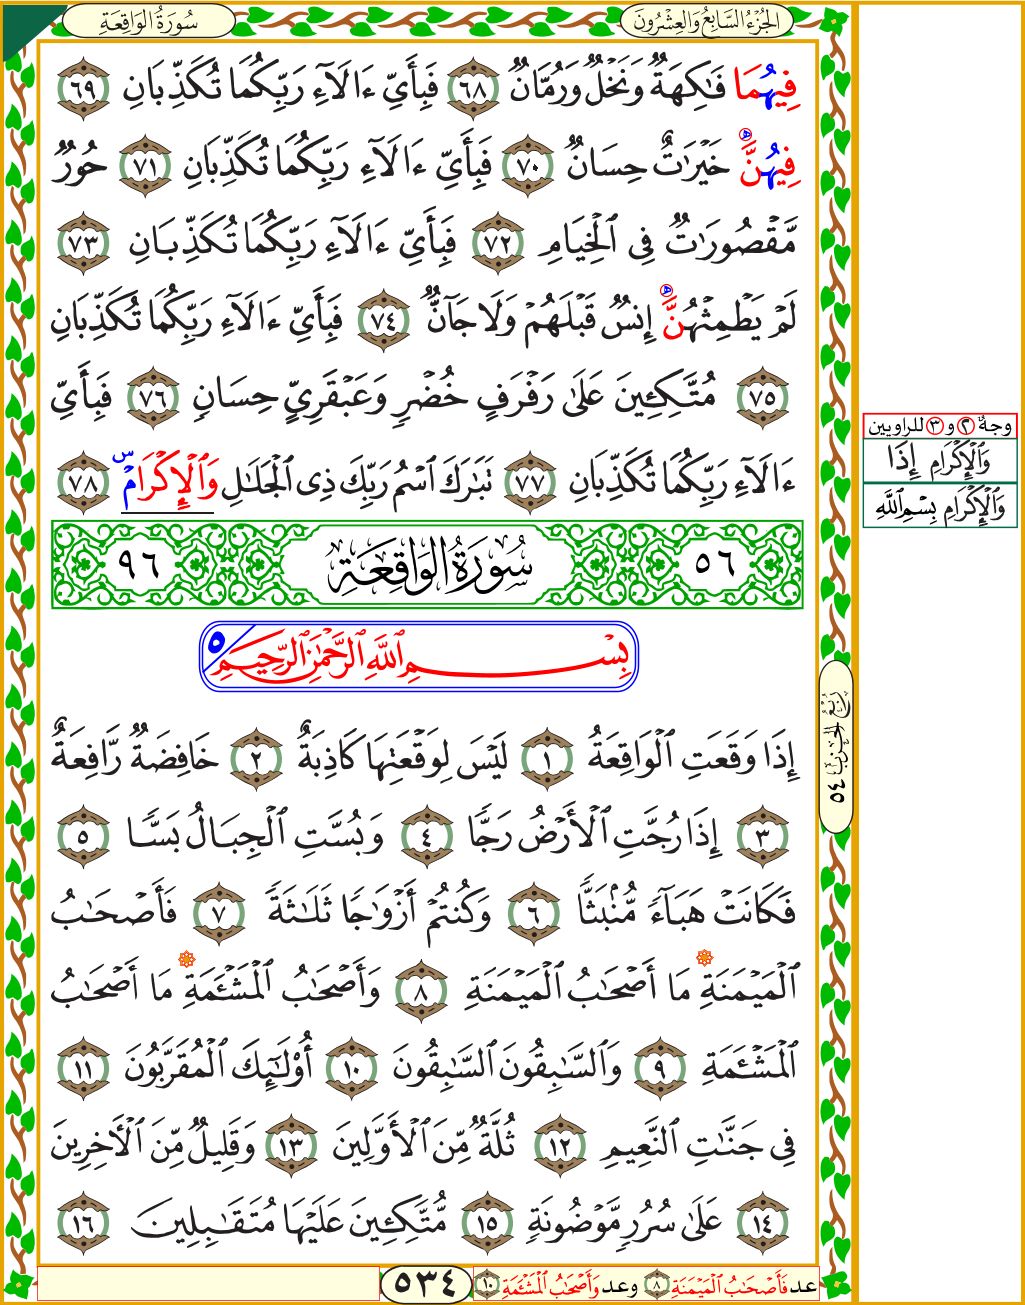 سُورَةُ الوَاقِعَةِ
الجُزْءُ السَّابِعُ وَالعِشْرُونَ
فِيهُمَا فَٰكِهَةٌ وَنَخْلٌ وَرُمَّانٌ ٦٨ فَبِأَيِّ ءَالَآءِ رَبِّكُمَا تُكَذِّبَانِ ٦٩
فِيهُنَّ خَيْرَٰتٌ حِسَانٌ ٧٠ فَبِأَيِّ ءَالَآءِ رَبِّكُمَا تُكَذِّبَانِ ٧١ حُورٌ
مَّقْصُورَٰتٌ فِي ٱلْخِيَامِ ٧٢ فَبِأَيِّ ءَالَآءِ رَبِّكُمَا تُكَذِّبَانِ ٧٣
لَمْ يَطْمِثْهُنَّ إِنسٌ قَبْلَهُمْ وَلَا جَآنٌّ ٧٤ فَبِأَيِّ ءَالَآءِ رَبِّكُمَا تُكَذِّبَانِ
٧٥ مُتَّكِـِٔينَ عَلَىٰ رَفْرَفٍ خُضْرٍ وَعَبْقَرِيٍّ حِسَانٍ ٧٦ فَبِأَيِّ
ءَالَآءِ رَبِّكُمَا تُكَذِّبَانِ ٧٧ تَبَٰرَكَ ٱسْمُ رَبِّكَ ذِي ٱلْجَلَٰلِ وَٱلْإِكْرَامِ ٧٨
٥٦ سُورَةُ الوَاقِعَةِ ٩٦
بِسْمِ ٱللَّهِ ٱلرَّحْمَٰنِ ٱلرَّحِيمِ ٥
إِذَا وَقَعَتِ ٱلْوَاقِعَةُ ١ لَيْسَ لِوَقْعَتِهَا كَاذِبَةٌ ٢ خَافِضَةٌ رَّافِعَةٌ
٣ إِذَا رُجَّتِ ٱلْأَرْضُ رَجًّا ٤ وَبُسَّتِ ٱلْجِبَالُ بَسًّا ٥
فَكَانَتْ هَبَآءً مُّنۢبَثًّا ٦ وَكُنتُمْ أَزْوَٰجًا ثَلَٰثَةً ٧ فَأَصْحَٰبُ
ٱلْمَيْمَنَةِ مَا أَصْحَٰبُ ٱلْمَيْمَنَةِ ٨ وَأَصْحَٰبُ ٱلْمَشْـَٔمَةِ مَا أَصْحَٰبُ
ٱلْمَشْـَٔمَةِ ٩ وَٱلسَّٰبِقُونَ ٱلسَّٰبِقُونَ ١٠ أُوْلَٰٓئِكَ ٱلْمُقَرَّبُونَ ١١
فِي جَنَّٰتِ ٱلنَّعِيمِ ١٢ ثُلَّةٌ مِّنَ ٱلْأَوَّلِينَ ١٣ وَقَلِيلٌ مِّنَ ٱلْأٓخِرِينَ
١٤ عَلَىٰ سُرُرٍ مَّوْضُونَةٍ ١٥ مُّتَّكِـِٔينَ عَلَيْهَا مُتَقَٰبِلِينَ ١٦
وجهٌ ٢ و ٣ للراويين
وَٱلْإِكْرَامِ إِذَا
وَٱلْإِكْرَامِ بِسْمِ ٱللَّهِ
رُبْعُ الحِزْبِ ٥٤
عد فَأَصْحَٰبُ ٱلْمَيْمَنَةِ ٨ وعد وَأَصْحَٰبُ ٱلْمَشْـَٔمَةِ ١٠
٥٣٤